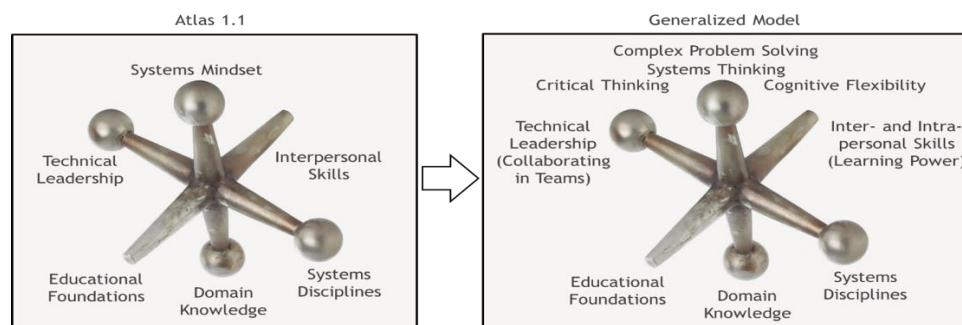 Atlas 1.1
Systems Mindset
Technical
Leadership
Interpersonal
Skills
Educational
Foundations
Domain
Knowledge
Systems
Disciplines
Generalized Model
Complex Problem Solving
Systems Thinking
Critical Thinking
Cognitive Flexibility
Technical
Leadership
(Collaborating
in Teams)
Inter- and Intra-
personal Skills
(Learning Power)
Educational
Foundations
Domain
Knowledge
Systems
Disciplines